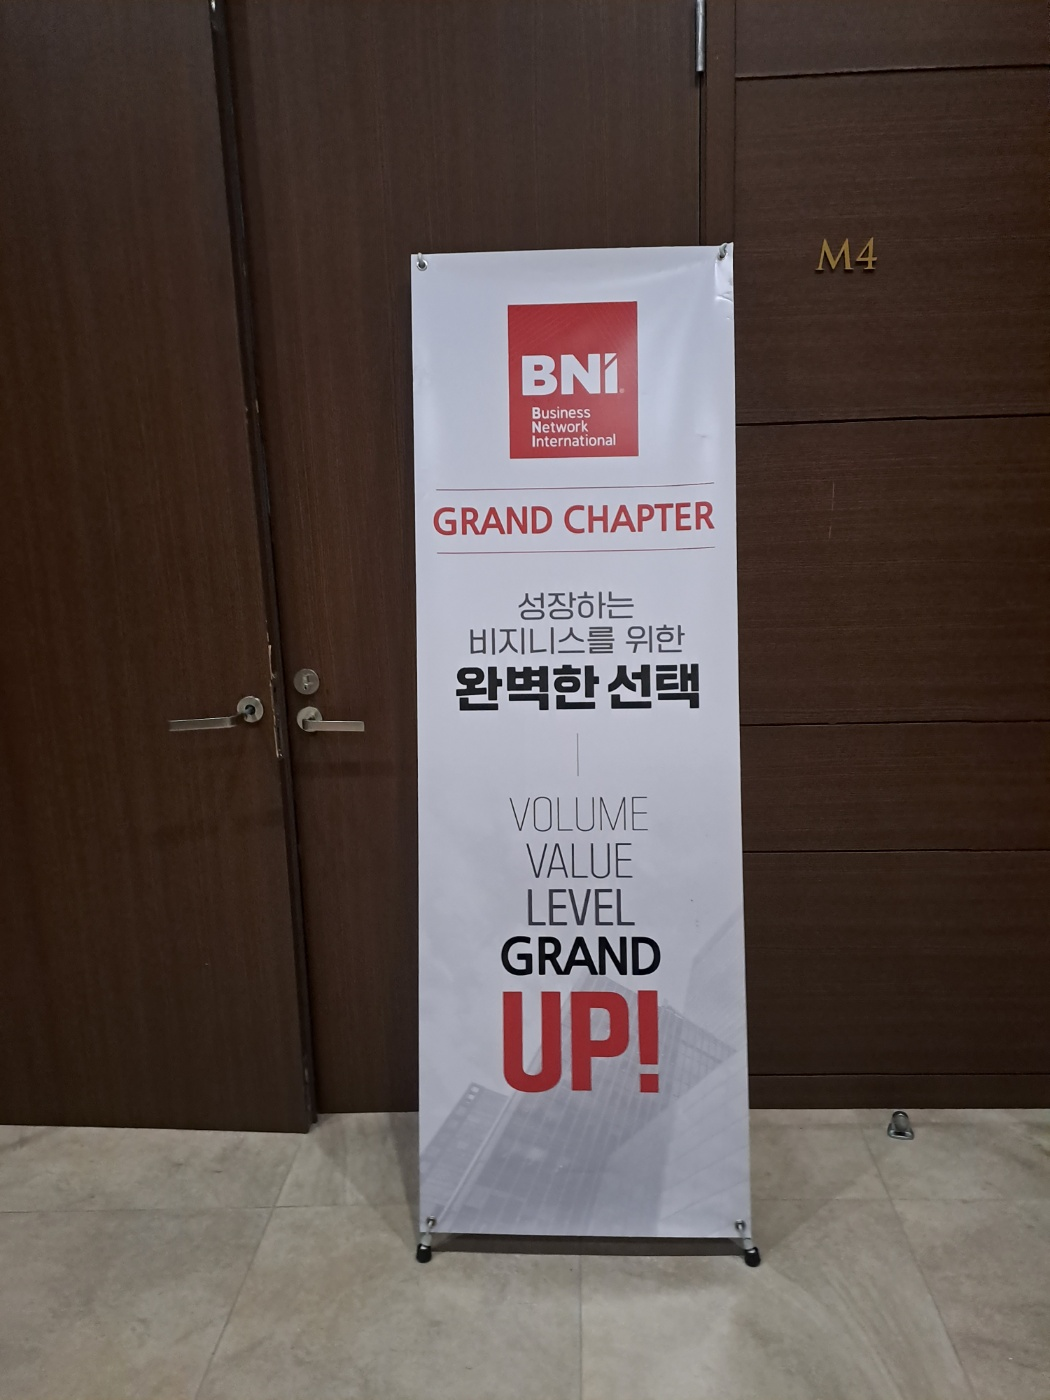 M4
BNI
Business
Network
International
GRAND CHAPTER
성장하는
비지니스를 위한
완벽한 선택
VOLUME
VALUE
LEVEL
GRAND
UP!